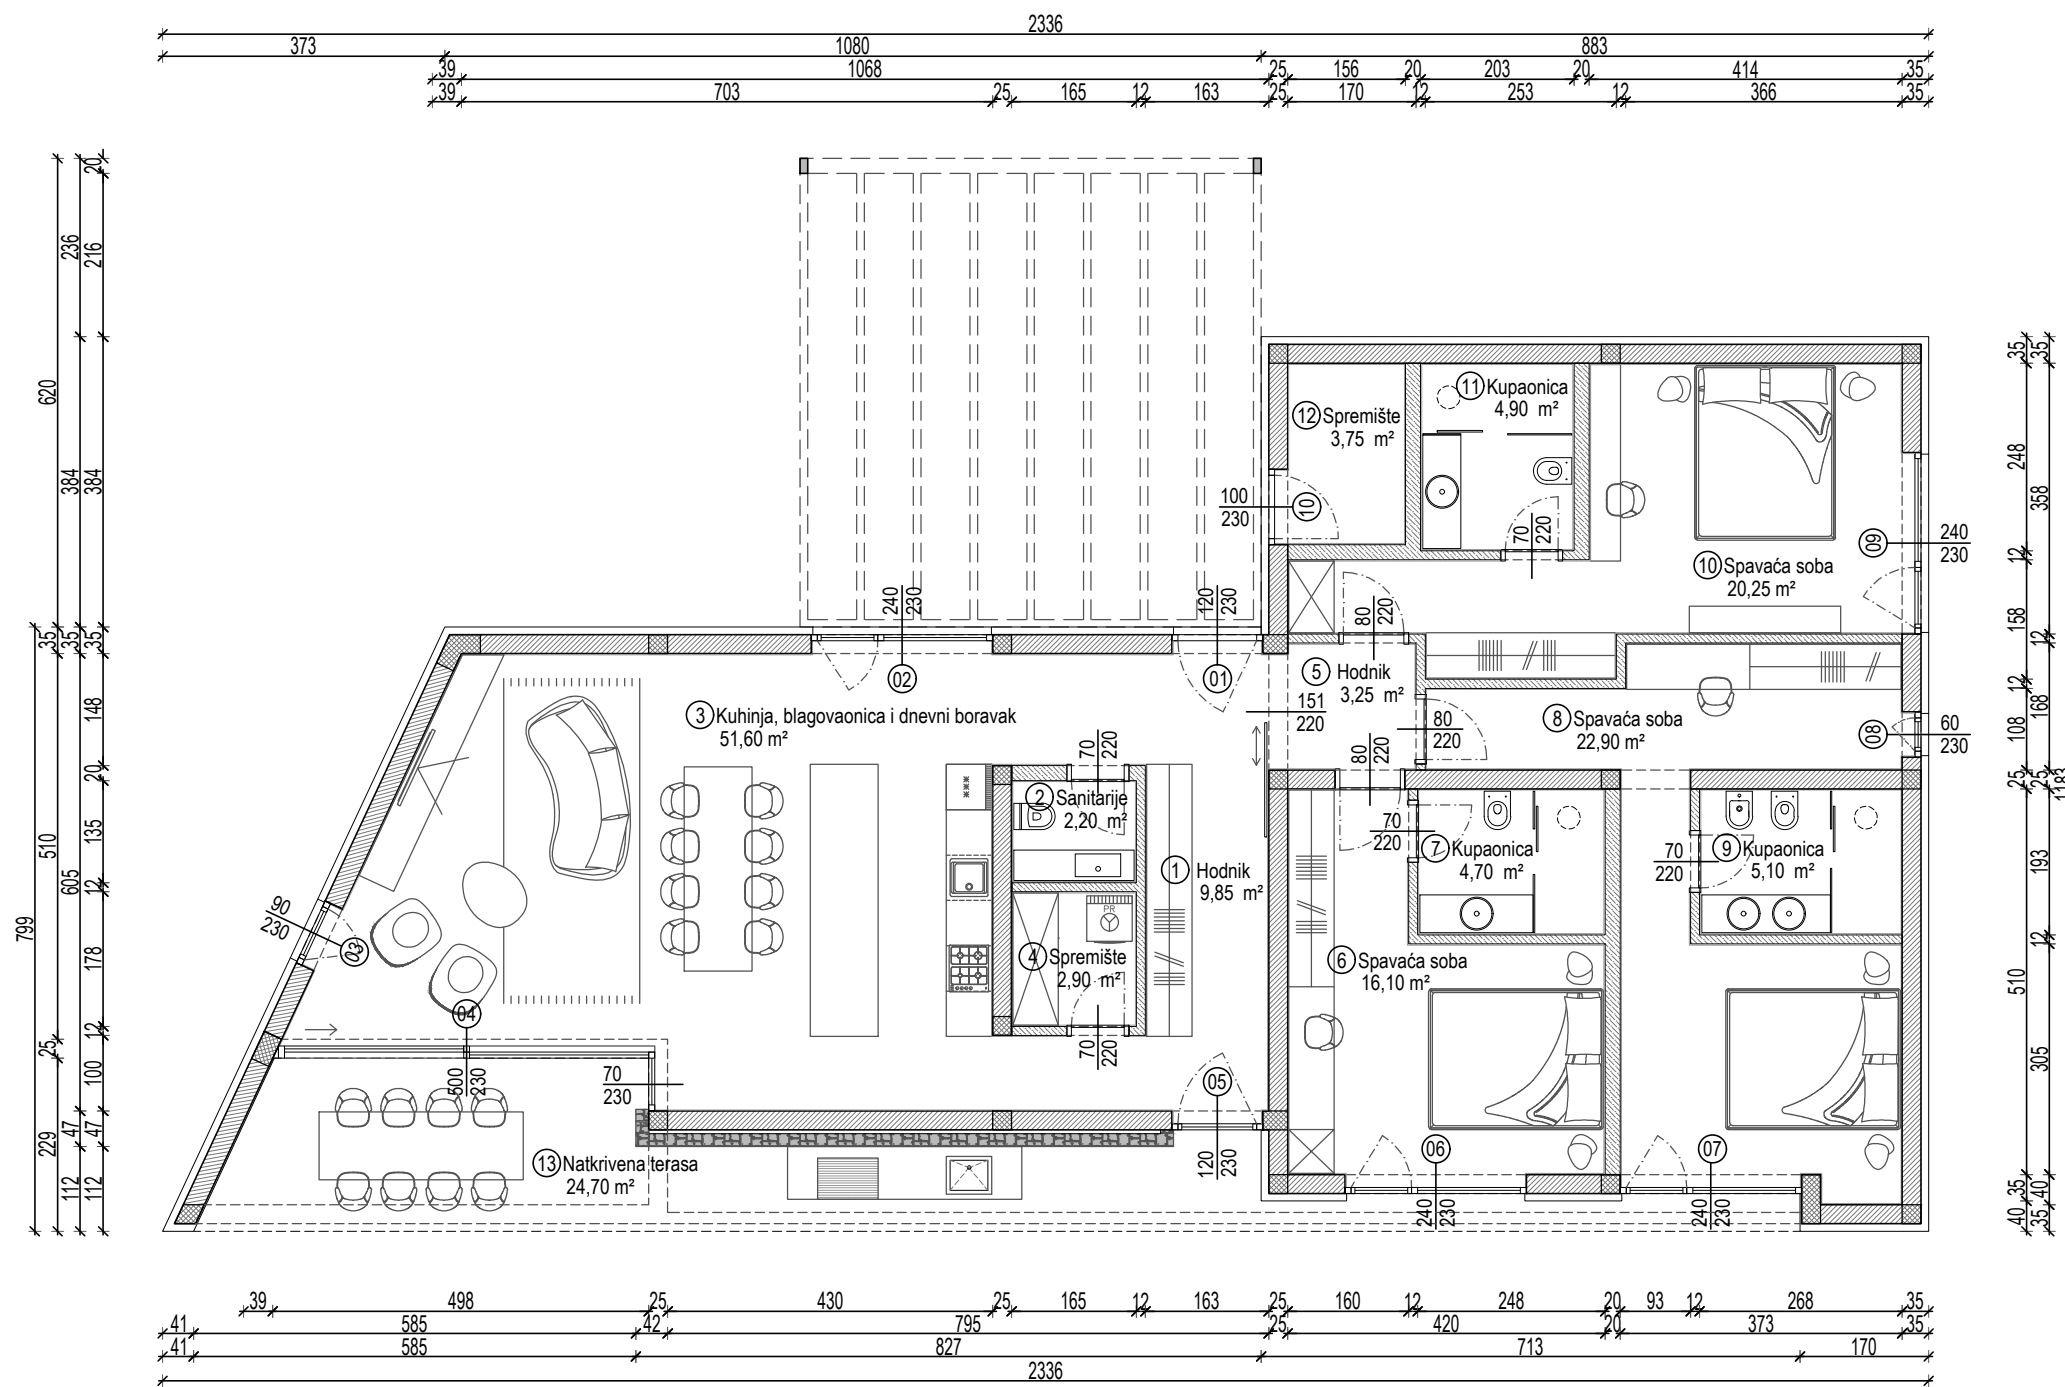 2336
373 1080 883
39 1068 25 156 20 203 20 414 35
39 703 25 165 12 163 25 170 12 253 12 366 35
20
236
216
620
384
384
35
35
35
148
20
510
605
135
12
799
178
12
25
100
47
47
229
112
112
35
35
248
358
12
158
12
12
168
108
25
25
1183
193
12
510
305
35
40
40
35
11 Kupaonica
4,90 m²
12 Spremište
3,75 m²
100
230
10
70
220
09
240
230
10 Spavaća soba
20,25 m²
240
230
120
230
80
220
02
01
5 Hodnik
3,25 m²
151
220
3 Kuhinja, blagovaonica i dnevni boravak
51,60 m²
80
220
8 Spavaća soba
22,90 m²
08
60
230
70
220
80
220
2 Sanitarije
2,20 m²
70
220
7 Kupaonica
4,70 m²
70
220
9 Kupaonica
5,10 m²
1 Hodnik
9,85 m²
90
230
03
PR
4 Spremište
2,90 m²
6 Spavaća soba
16,10 m²
04
500
230
70
230
70
220
05
120
230
13 Natkrivena terasa
24,70 m²
06
240
230
07
240
230
39 498 25 430 25 165 12 163 25 160 12 248 20 93 12 268 35
41 585 42 795 25 420 20 373 35
41 585 827 713 170
2336